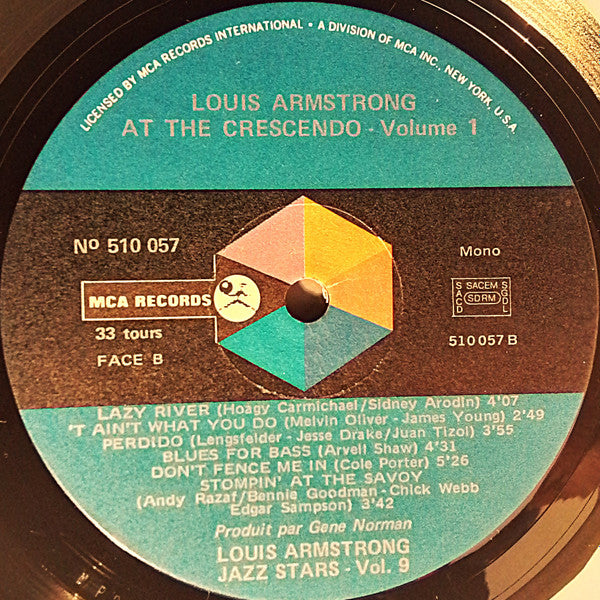 LICENSED BY MCA RECORDS INTERNATIONAL • A DIVISION OF MCA INC., NEW YORK, U.S.A.
LOUIS ARMSTRONG
AT THE CRESCENDO - Volume 1
Nº 510 057
Mono
MCA RECORDS
SACD SACEM SDRM SGDL
33 tours
FACE B
510 057 B
LAZY RIVER (Hoagy Carmichael/Sidney Arodin) 4'07
'T AIN'T WHAT YOU DO (Melvin Oliver - James Young) 2'49
PERDIDO (Lengsfelder - Jesse Drake/Juan Tizol) 3'55
BLUES FOR BASS (Arvell Shaw) 4'31
DON'T FENCE ME IN (Cole Porter) 5'26
STOMPIN' AT THE SAVOY
(Andy Razaf/Bennie Goodman - Chick Webb
Edgar Sampson) 3'42
Produit par Gene Norman
LOUIS ARMSTRONG
JAZZ STARS - Vol. 9